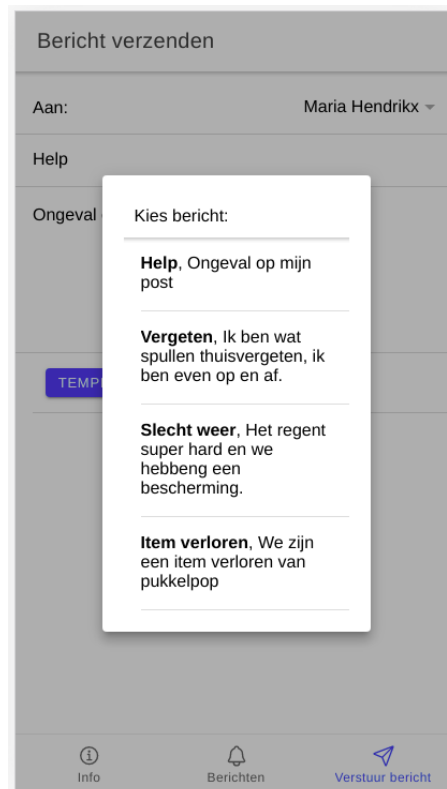 Bericht verzenden
Aan: Maria Hendrikx
Help
Ongeval
Kies bericht:
Help, Ongeval op mijn
post
Vergeten, Ik ben wat
spullen thuisvergeten, ik
ben even op en af.
Slecht weer, Het regent
super hard en we
hebbeng een
bescherming.
Item verloren, We zijn
een item verloren van
pukkelpop
TEMP
Info Berichten Verstuur bericht